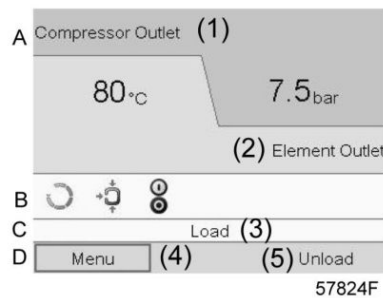 A Compressor Outlet (1)
80°C 7.5bar
(2) Element Outlet
B
C Load (3)
D Menu (4) (5) Unload
57824F